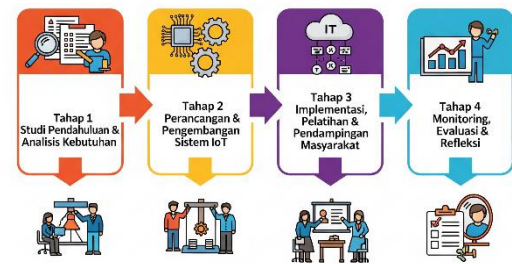 Tahap 1
Studi Pendahuluan &
Analisis Kebutuhan
Tahap 2
Perancangan &
Pengembangan
Sistem IoT
IT
Tahap 3
Implementasi,
Pelatihan &
Pendampingan
Masyarakat
Tahap 4
Monitoring,
Evaluasi &
Refleksi